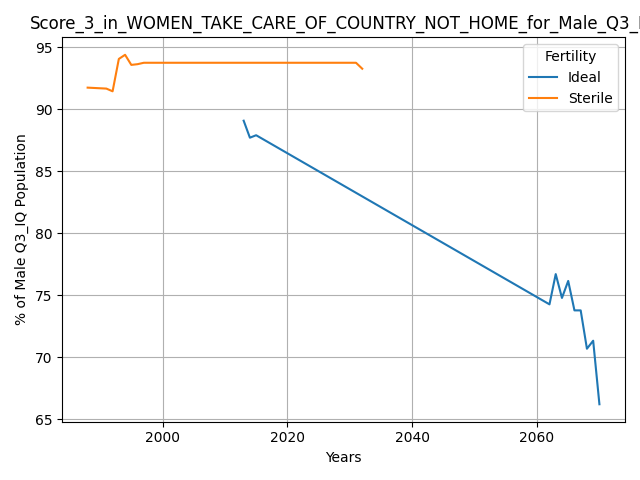 Score_3_in_WOMEN_TAKE_CARE_OF_COUNTRY_NOT_HOME_for_Male_Q3_
95
90
85
80
75
70
65
% of Male Q3_IQ Population
Fertility
Ideal
Sterile
2000
2020
2040
2060
Years